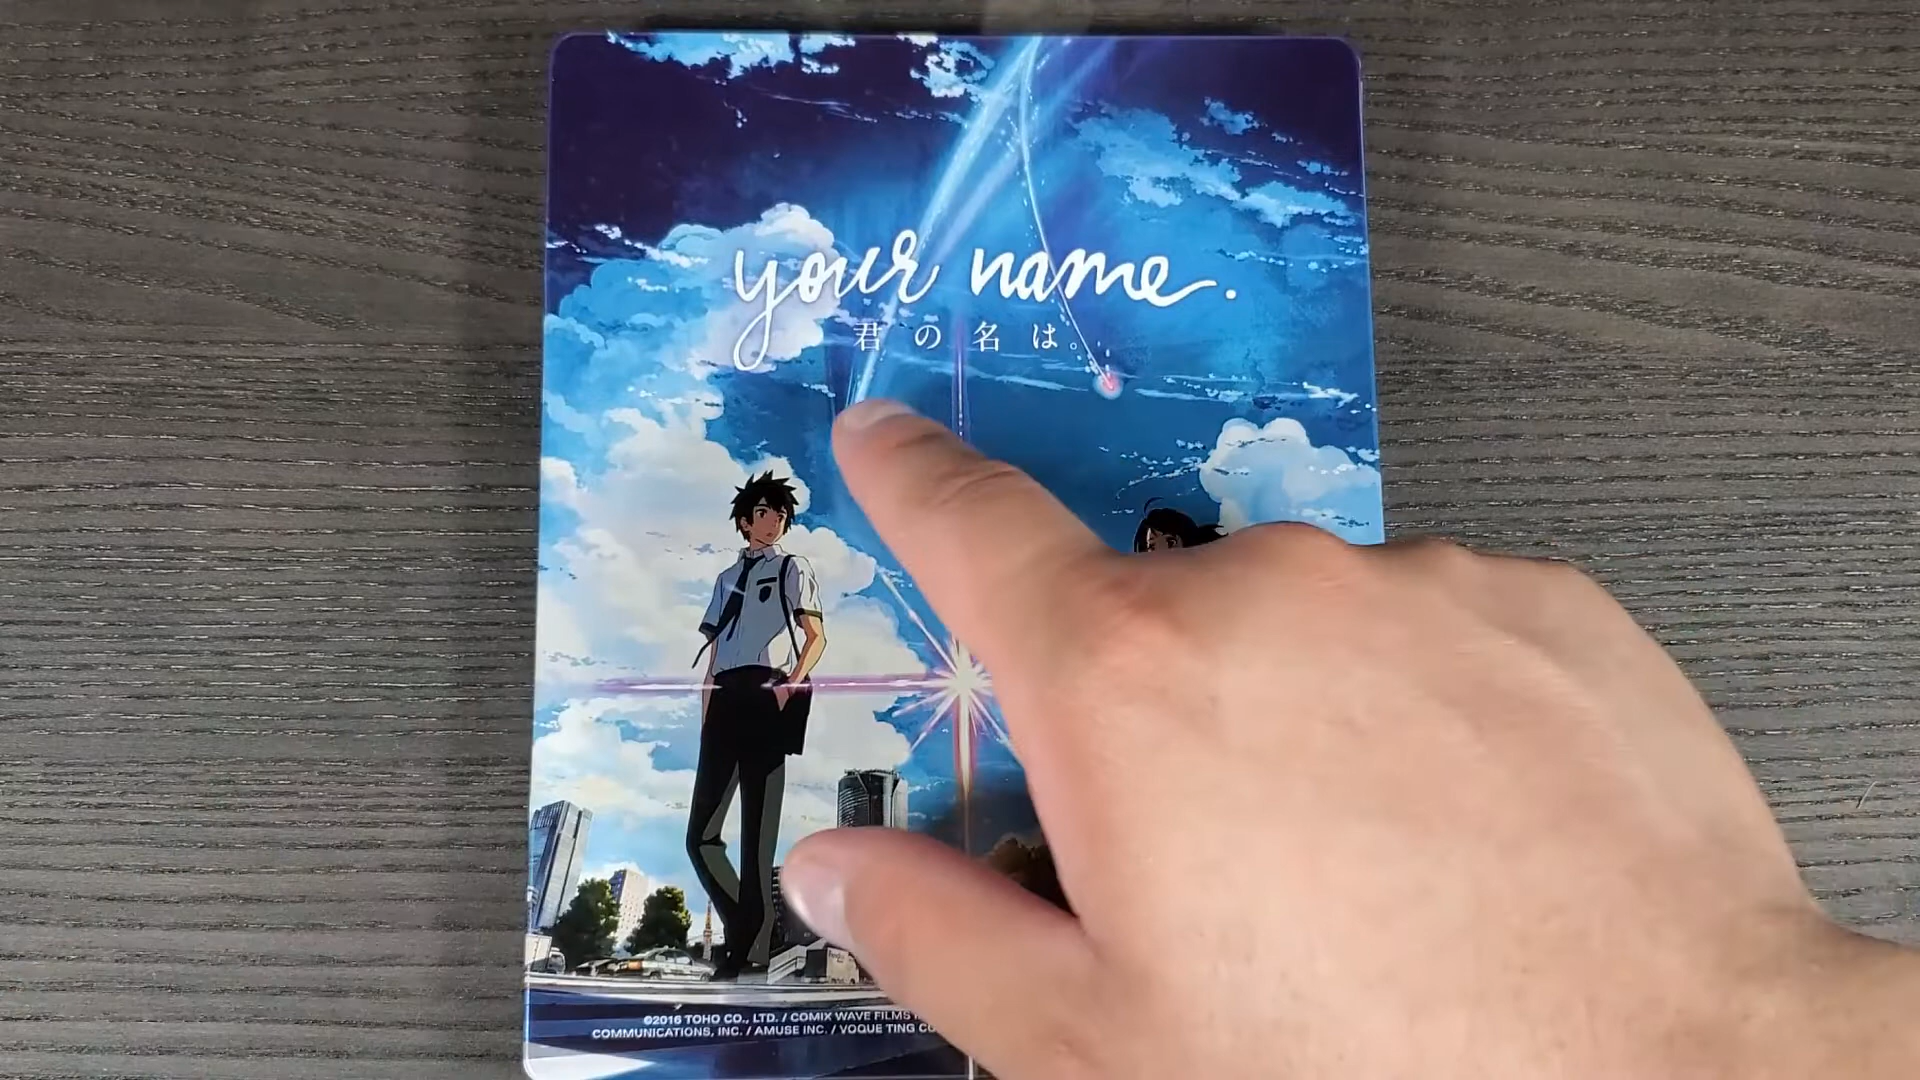 your name.
君の名は。
©2016 TOHO CO., LTD. / COMIX WAVE FILMS
COMMUNICATIONS, INC. / AMUSE INC. / VOQUE TING